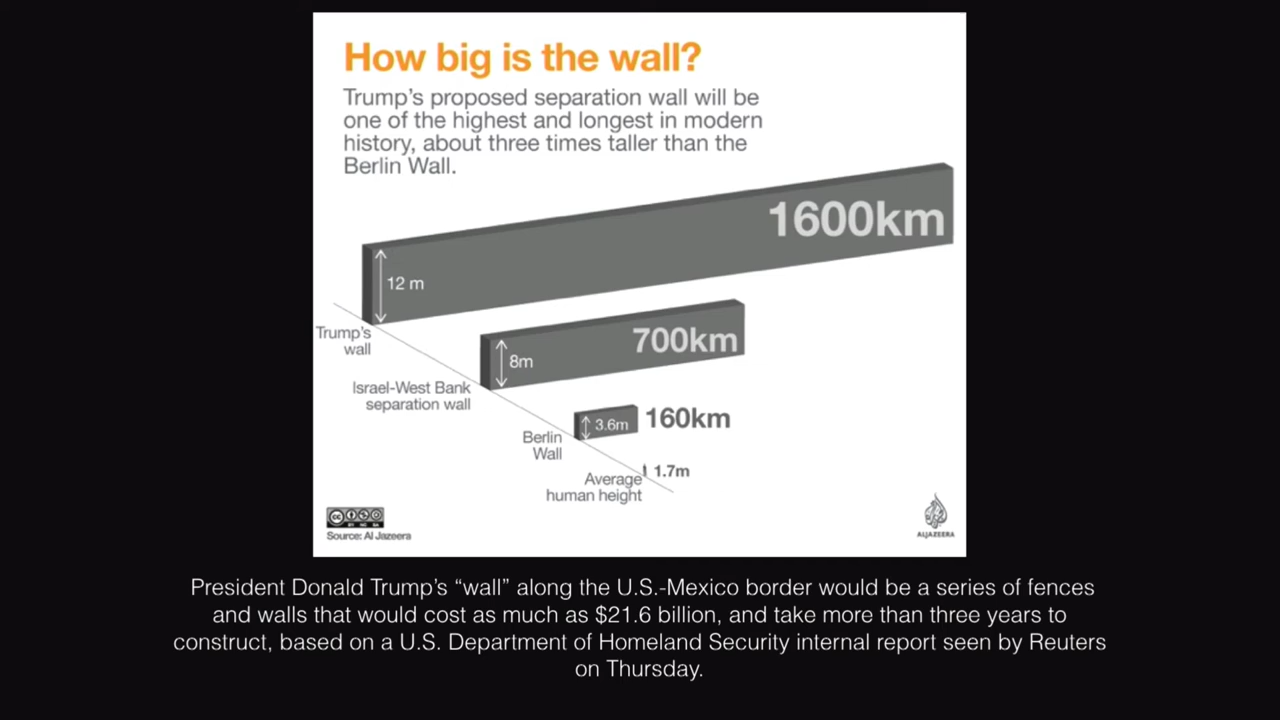 How big is the wall?
Trump's proposed separation wall will be
one of the highest and longest in modern
history, about three times taller than the
Berlin Wall.
1600km
12 m
Trump's
wall
700km
8m
Israel-West Bank
separation wall
3.6m
160km
Berlin
Wall
1.7m
Average
human height
cc
BY NC SA
Source: Al Jazeera
ALJAZEERA
President Donald Trump's “wall” along the U.S.-Mexico border would be a series of fences
and walls that would cost as much as $21.6 billion, and take more than three years to
construct, based on a U.S. Department of Homeland Security internal report seen by Reuters
on Thursday.